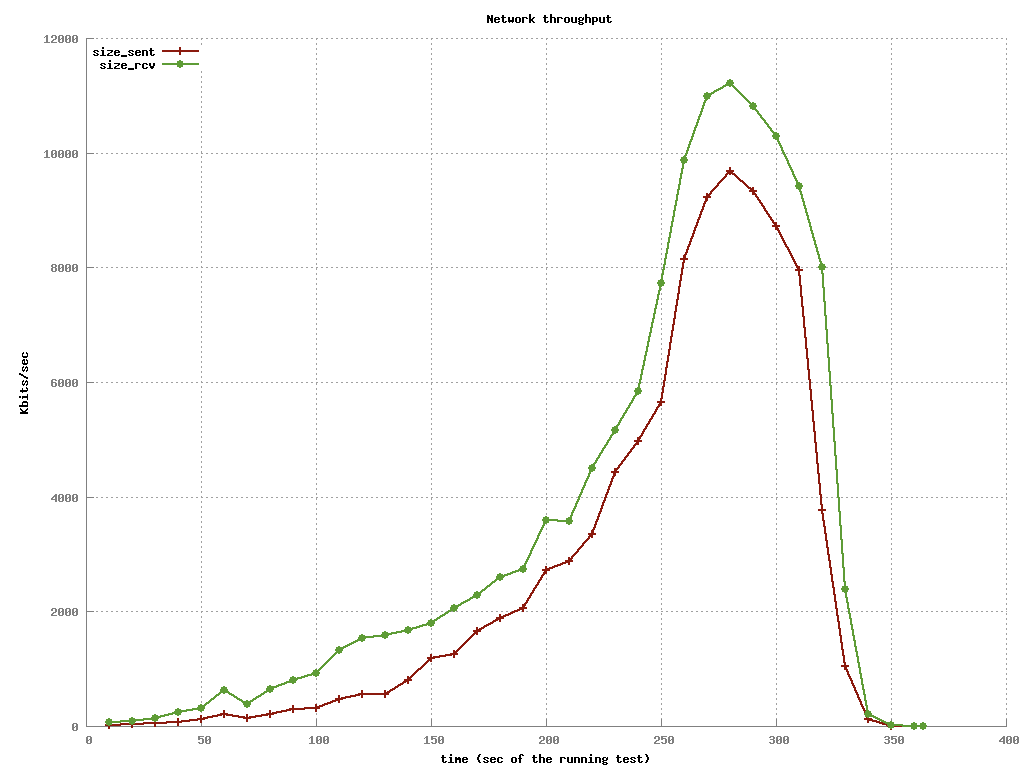 Network throughput
12000
size_sent
size_rcv
10000
8000
6000
4000
2000
0
Kbits/sec
0 50 100 150 200 250 300 350 400
time (sec of the running test)